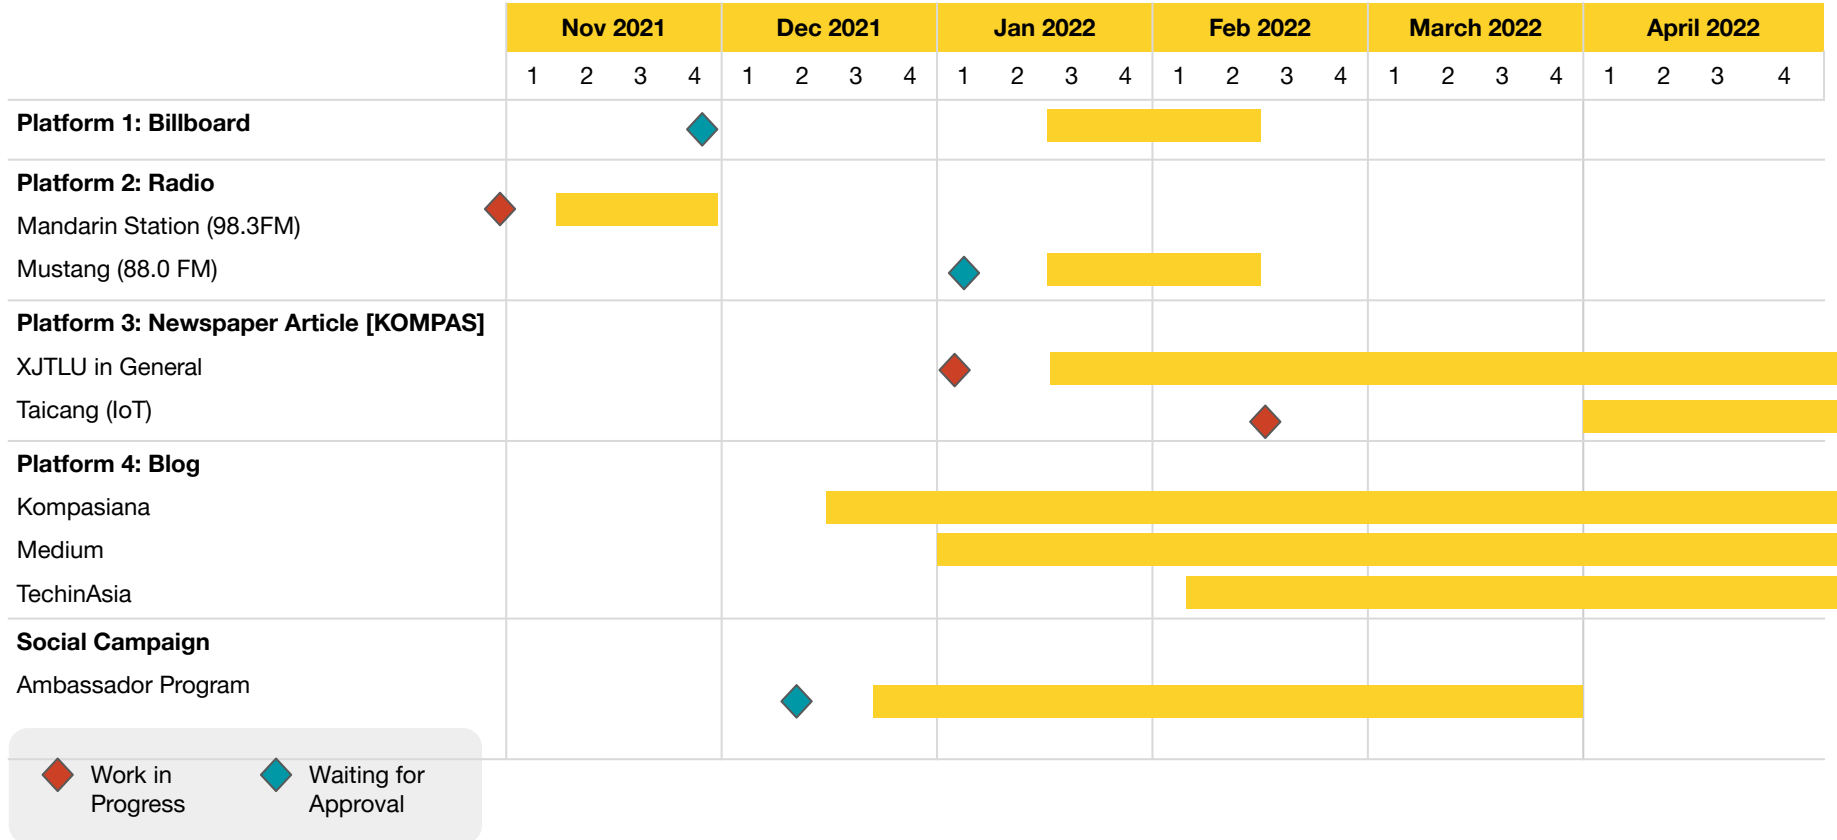 Nov 2021 Dec 2021 Jan 2022 Feb 2022 March 2022 April 2022
1 2 3 4 1 2 3 4 1 2 3 4 1 2 3 4 1 2 3 4 1 2 3 4
Platform 1: Billboard
Platform 2: Radio
Mandarin Station (98.3FM)
Mustang (88.0 FM)
Platform 3: Newspaper Article [KOMPAS]
XJTLU in General
Taicang (IoT)
Platform 4: Blog
Kompasiana
Medium
TechinAsia
Social Campaign
Ambassador Program
Work in
Progress
Waiting for
Approval